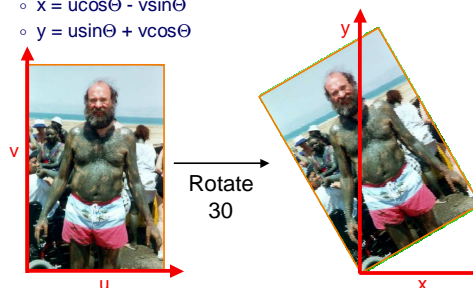 ◦ x = ucosΘ - vsinΘ
◦ y = usinΘ + vcosΘ
v
u
Rotate
30
y
x